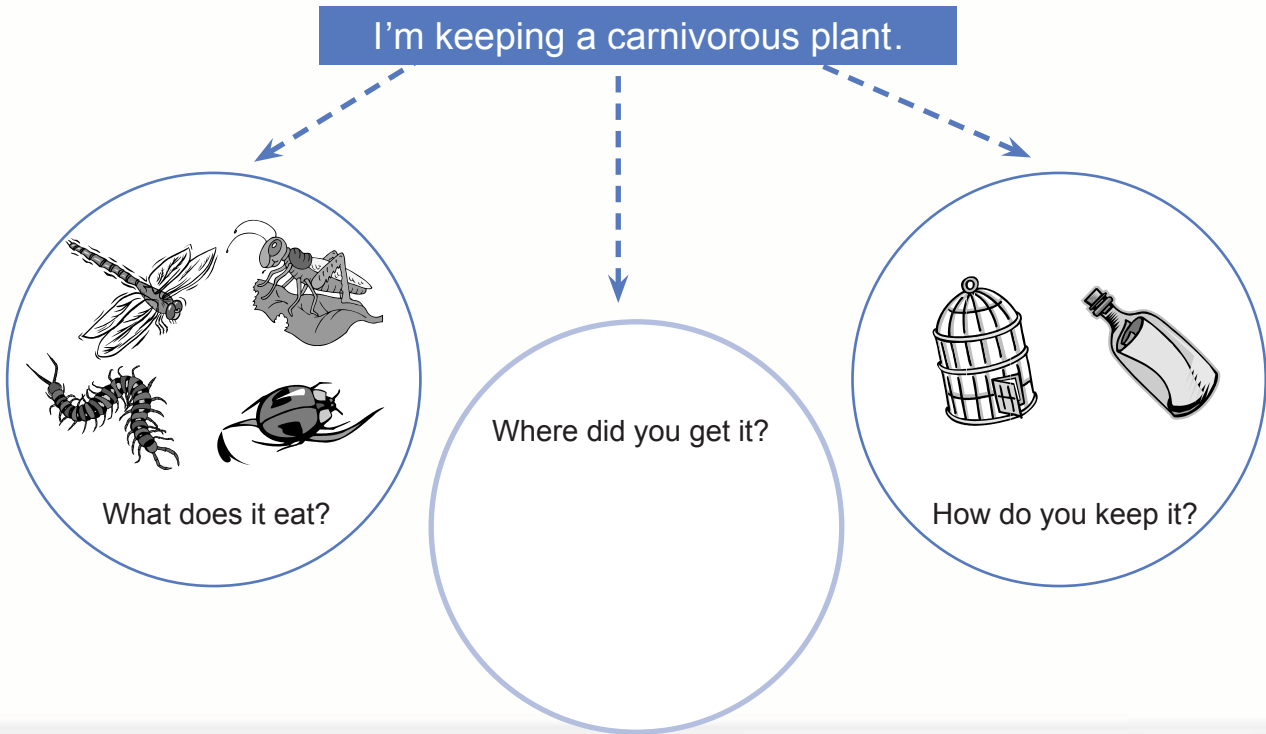 I'm keeping a carnivorous plant.
What does it eat?
Where did you get it?
How do you keep it?